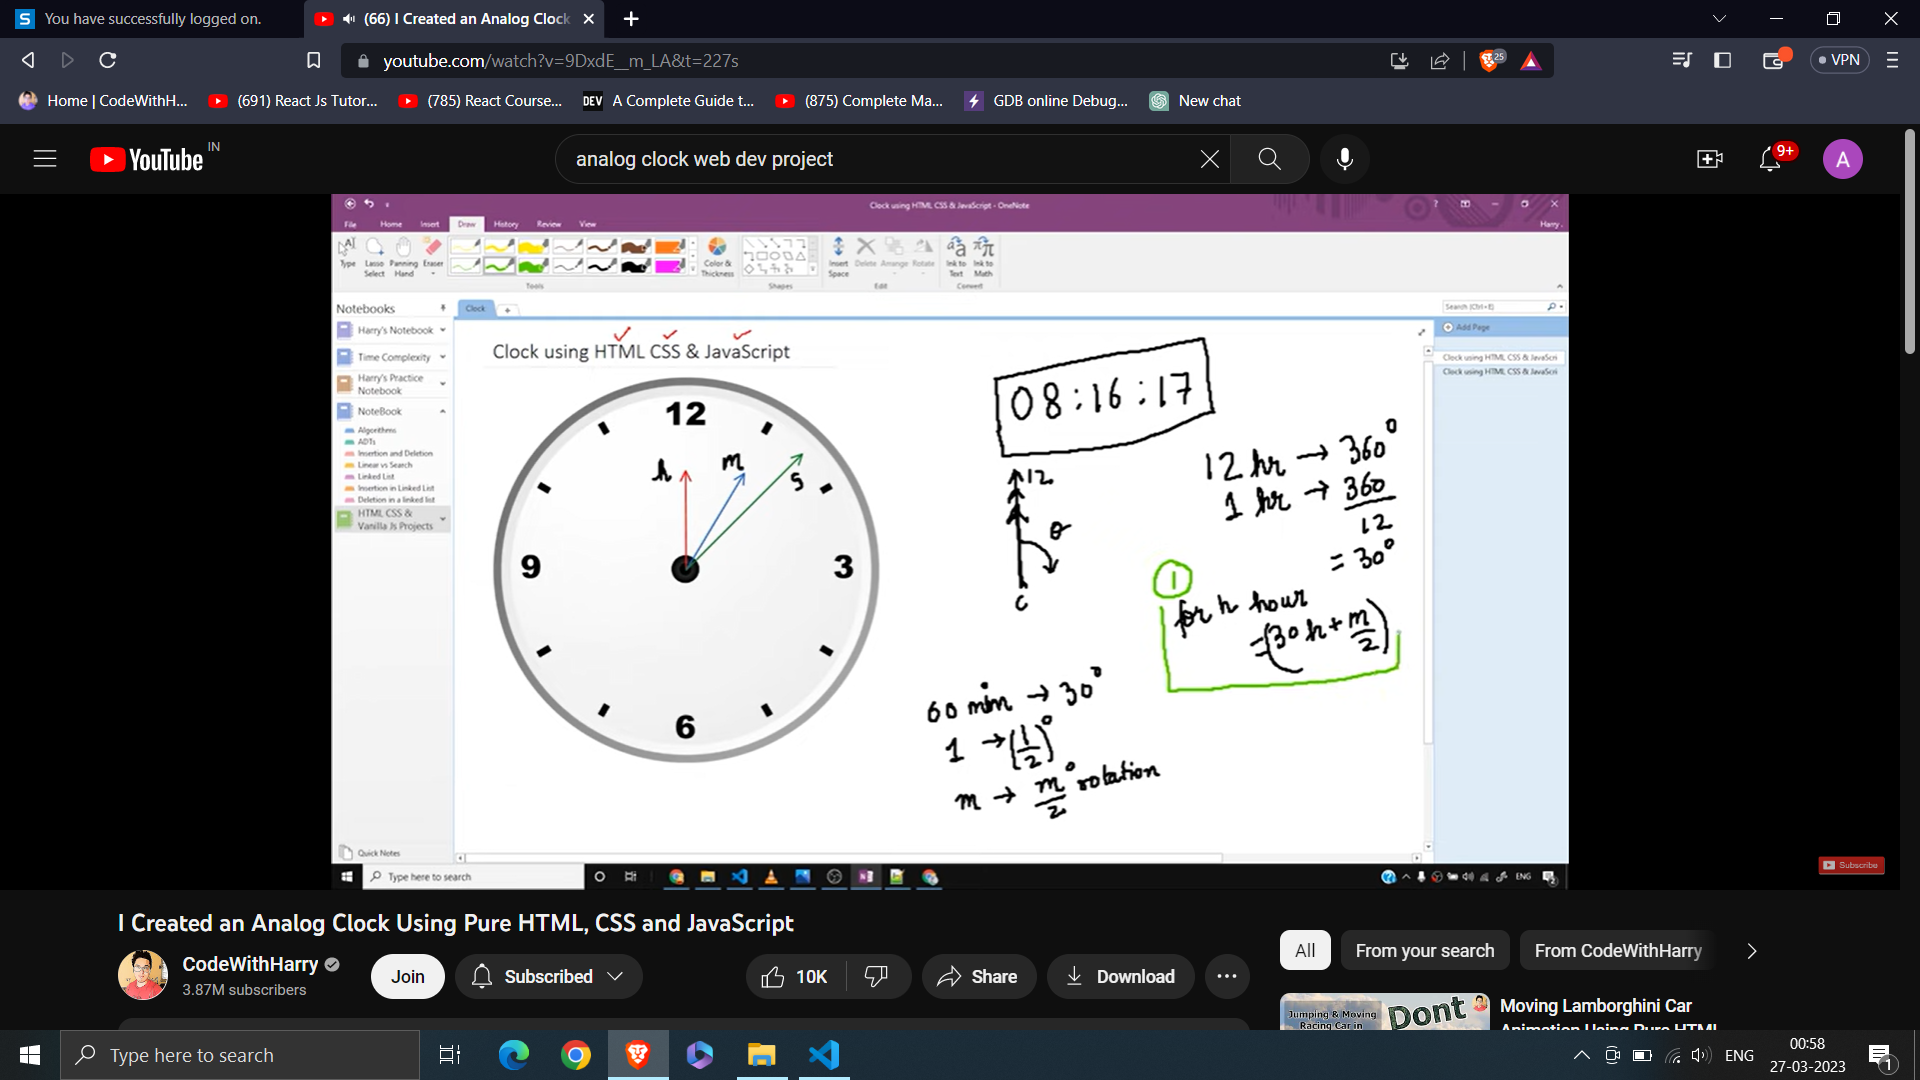 You have successfully logged on.
(66) I Created an Analog Clock
youtube.com/watch?v=9DxdE__m_LA&t=227s
25
VPN
Home | CodeWithH...
(691) React Js Tutor...
(785) React Course...
DEV A Complete Guide t...
(875) Complete Ma...
GDB online Debug...
New chat
YouTube IN
analog clock web dev project
9+
A
Clock using HTML CSS & JavaScript - OneNote
File Home Insert Draw History Review View
Harry
Type
Lasso Select
Panning Hand
Eraser
Color & Thickness
Insert Space
Delete
Arrange
Rotate
Ink to Text
Ink to Math
Tools
Shapes
Edit
Convert
Notebooks
Clock
Search (Ctrl+E)
Harry's Notebook
Time Complexity
Harry's Practice Notebook
NoteBook
Algorithms
ADTs
Insertion and Deletion
Linear vs Search
Linked List
Insertion in Linked List
Deletion in a linked list
HTML CSS & Vanilla Js Projects
Quick Notes
Add Page
Clock using HTML CSS & JavaScri
Clock using HTML CSS & JavaScri
Clock using HTML CSS & JavaScript
12
3
6
9
h
m
s
08:16:17
12
θ
C
12 hr → 360°
1 hr → 360/12
= 30°
1
for h hour
=(30h + m/2)
60 min → 30°
1 → (1/2)°
m → m/2° rotation
Type here to search
ENG
Subscribe
I Created an Analog Clock Using Pure HTML, CSS and JavaScript
CodeWithHarry
3.87M subscribers
Join
Subscribed
10K
Share
Download
All
From your search
From CodeWithHarry
Jumping & Moving
Racing Car in
Dont
Moving Lamborghini Car
Animation Using Pure HTML
Type here to search
ENG
00:58
27-03-2023
1